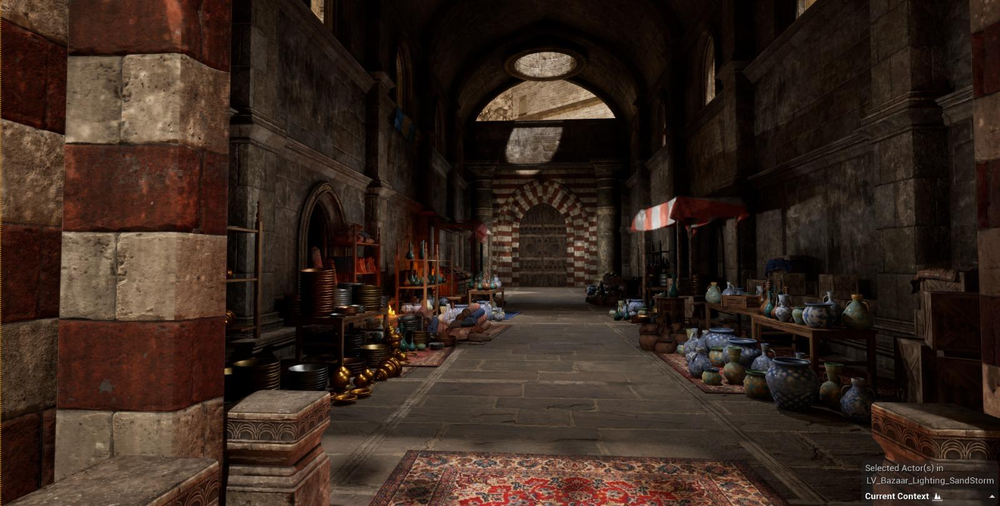 Selected Actor(s) in
LV_Bazaar_Lighting_SandStorm
Current Context